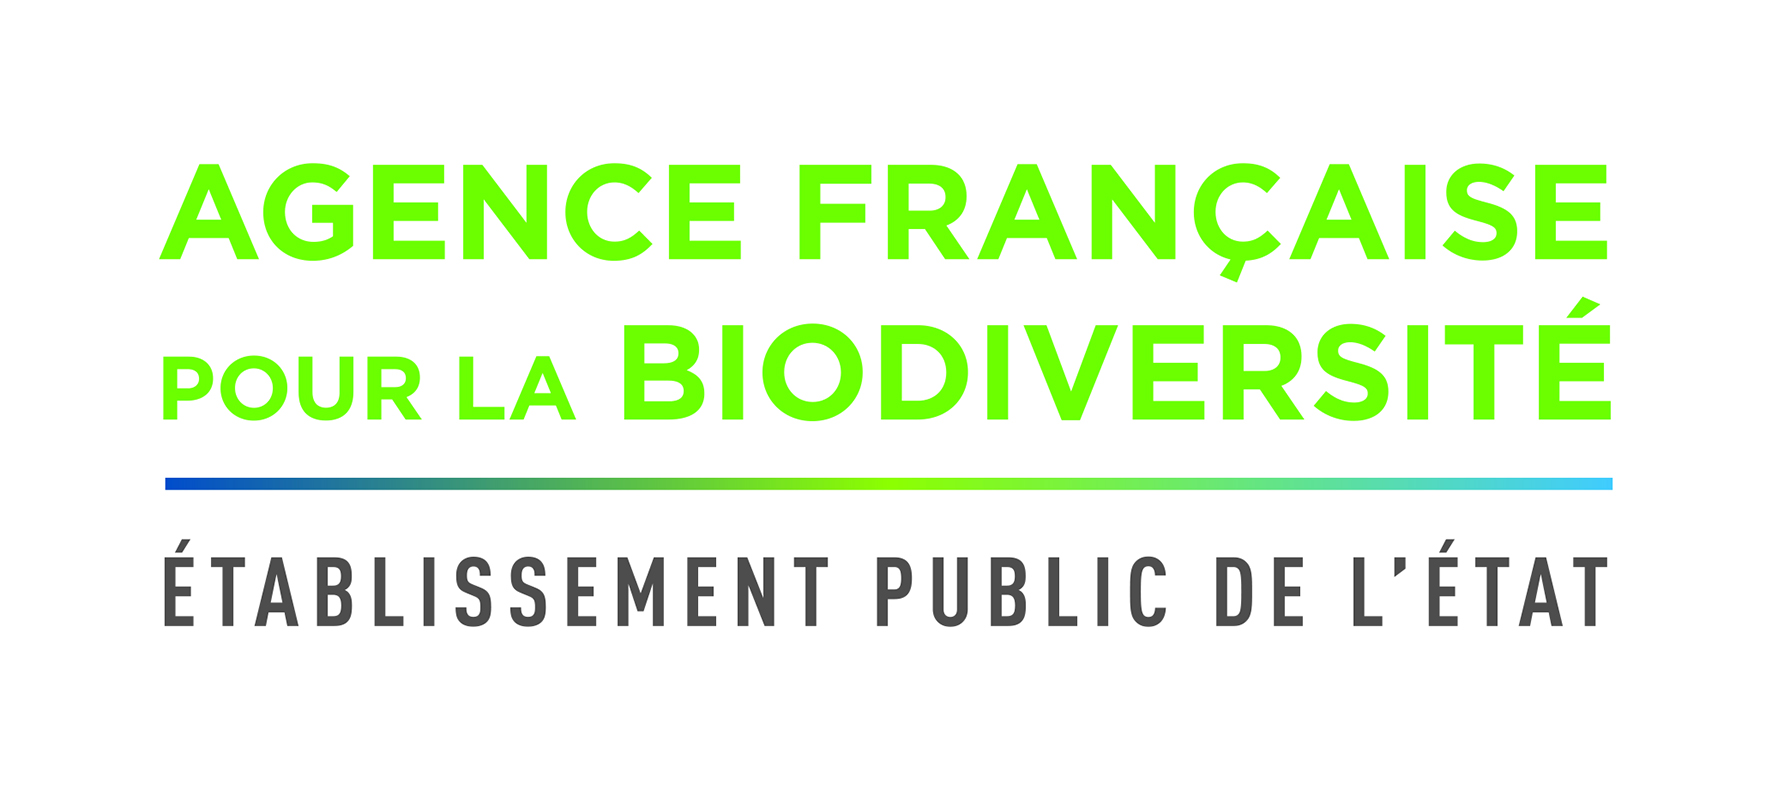 AGENCE FRANÇAISE
POUR LA BIODIVERSITÉ
ÉTABLISSEMENT PUBLIC DE L’ÉTAT